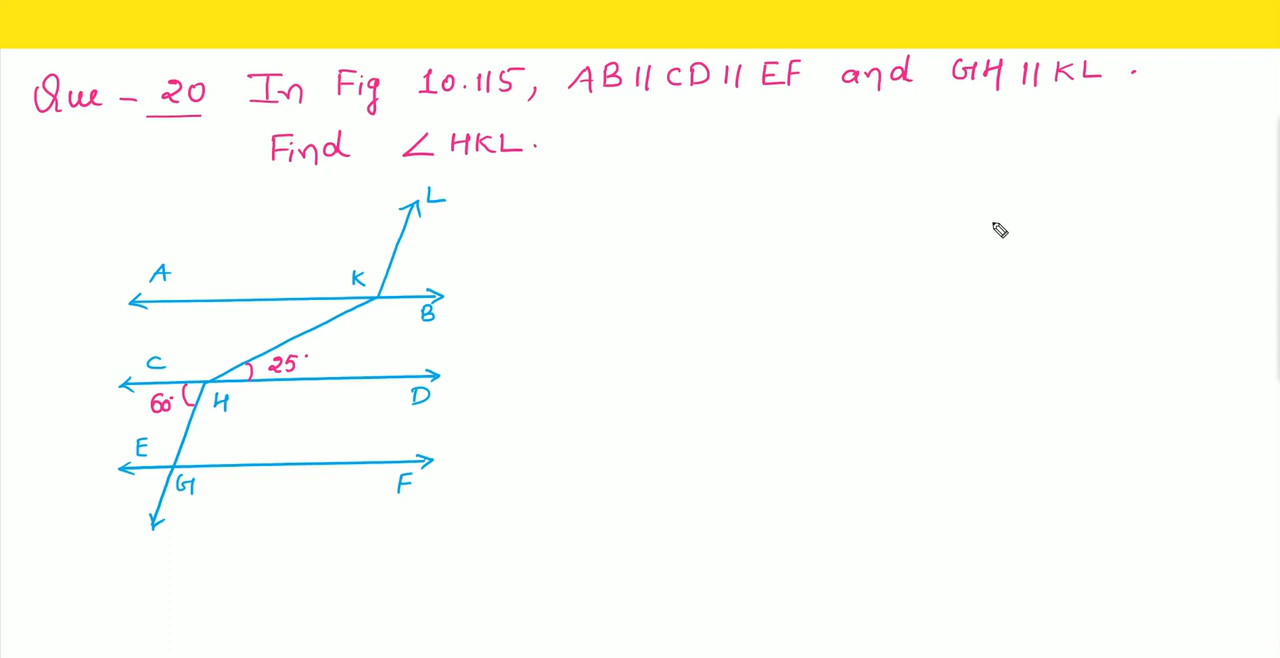 Que - 20 In Fig 10.115, AB || CD || EF and GH || KL.
Find ∠HKL.
L
A
K
B
C
25°
60°
H
D
E
G
F